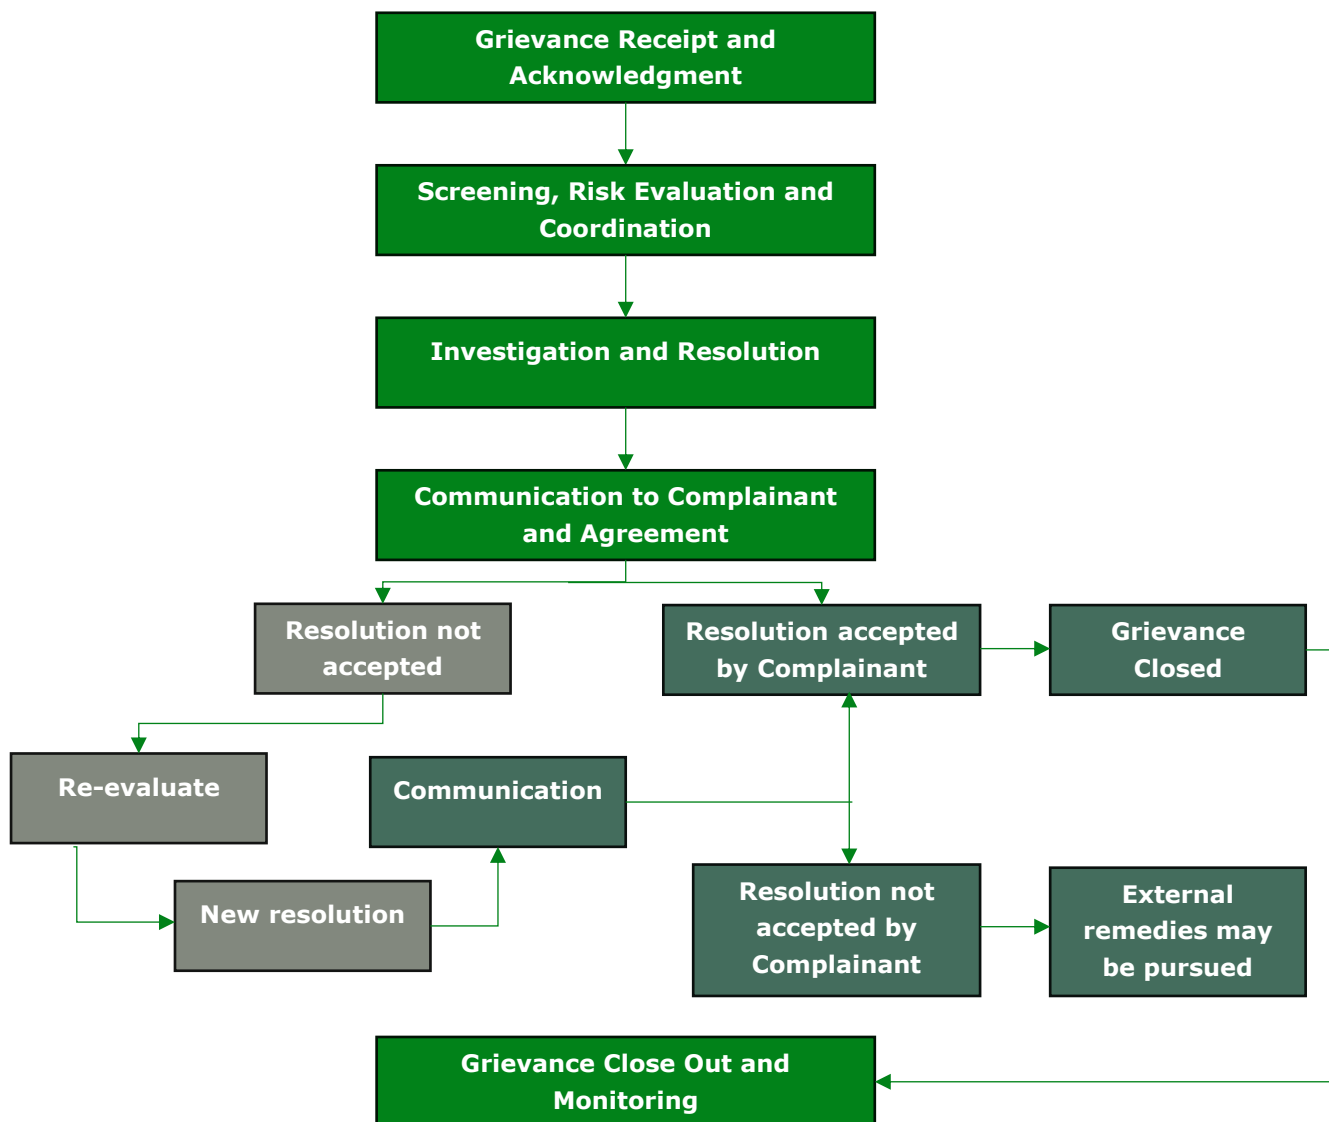 Grievance Receipt and
Acknowledgment
Screening, Risk Evaluation and
Coordination
Investigation and Resolution
Communication to Complainant
and Agreement
Resolution not
accepted
Resolution accepted
by Complainant
Grievance
Closed
Re-evaluate
Communication
New resolution
Resolution not
accepted by
Complainant
External
remedies may
be pursued
Grievance Close Out and
Monitoring